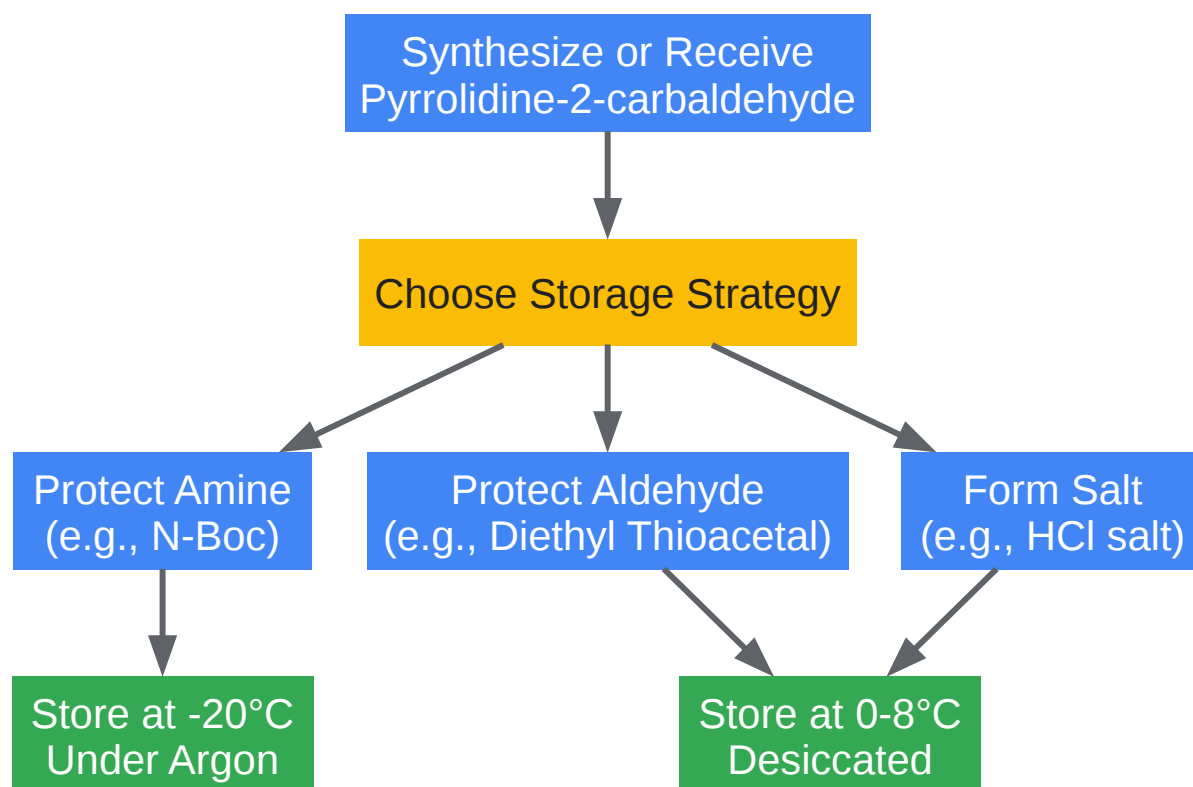 Synthesize or Receive
Pyrrolidine-2-carbaldehyde
Choose Storage Strategy
Protect Amine
(e.g., N-Boc)
Protect Aldehyde
(e.g., Diethyl Thioacetal)
Form Salt
(e.g., HCl salt)
Store at -20°C
Under Argon
Store at 0-8°C
Desiccated